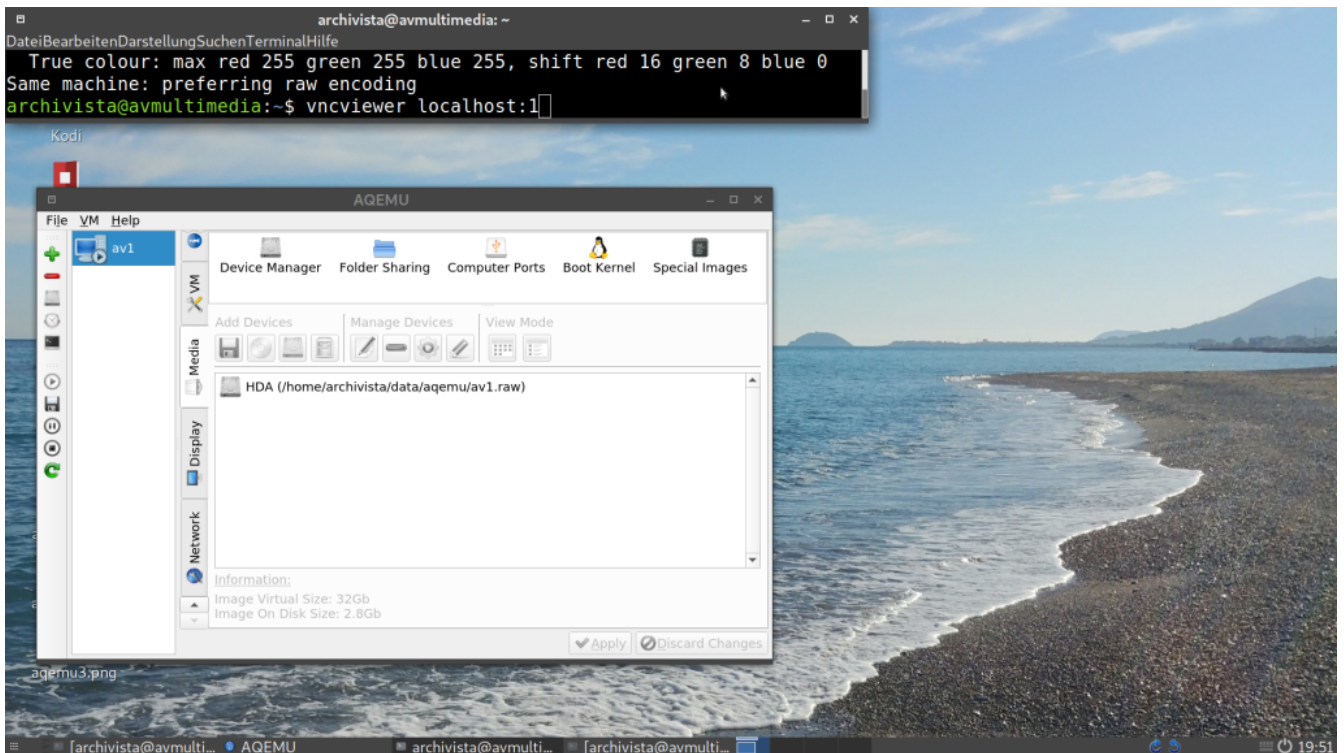 archivista@avmultimedia: ~
DateiBearbeitenDarstellungSuchenTerminalHilfe
True colour: max red 255 green 255 blue 255, shift red 16 green 8 blue 0
Same machine: preferring raw encoding
archivista@avmultimedia:~$ vncviewer localhost:1
Kodi
AQEMU
File VM Help
av1
VM
Media
Display
Network
Device Manager Folder Sharing Computer Ports Boot Kernel Special Images
Add Devices Manage Devices View Mode
HDA (/home/archivista/data/aqemu/av1.raw)
Information:
Image Virtual Size: 32Gb
Image On Disk Size: 2.8Gb
Apply Discard Changes
aqemu3.png
[archivista@avmulti... AQEMU archivista@avmulti... [archivista@avmulti... 19:51